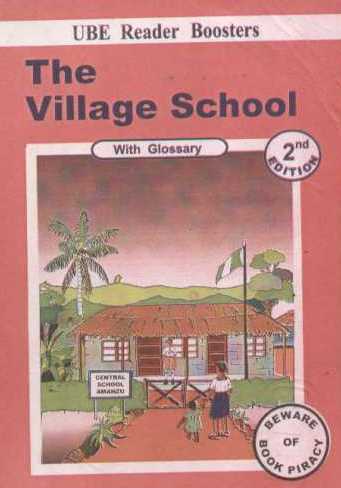 UBE Reader Boosters
The
Village School
With Glossary
2nd
EDITION
CENTRAL
SCHOOL
AMANZU
BEWARE
OF
BOOK PIRACY